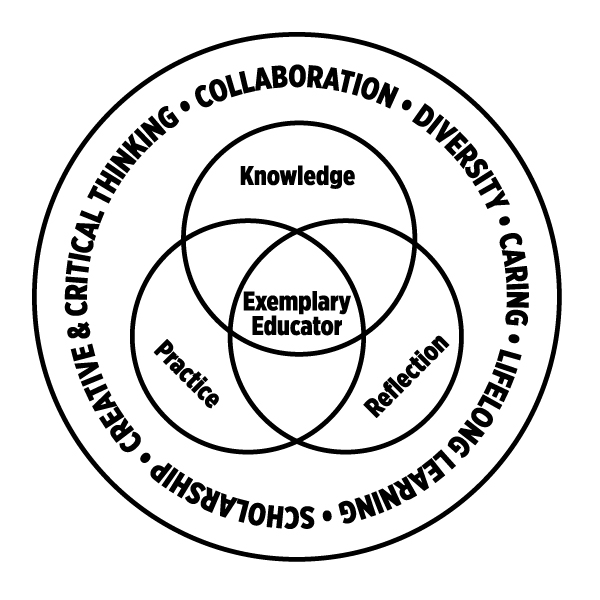 COLLABORATION • DIVERSITY • CARING • LIFELONG LEARNING • SCHOLARSHIP • CREATIVE & CRITICAL THINKING •
Knowledge
Exemplary
Educator
Practice
Reflection